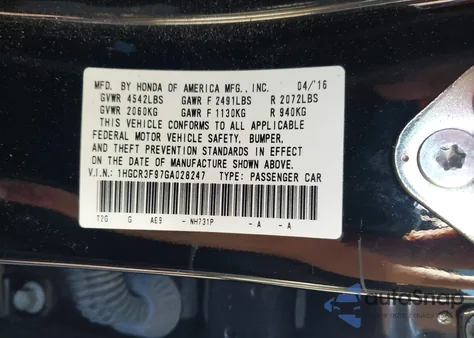 MFD. BY HONDA OF AMERICA MFG., INC. 04/'16
GVWR 4542LBS GAWR F 2491LBS R 2072LBS
GVWR 2060KG GAWR F 1130KG R 940KG
THIS VEHICLE CONFORMS TO ALL APPLICABLE
FEDERAL MOTOR VEHICLE SAFETY, BUMPER,
AND THEFT PREVENTION STANDARDS IN EFFECT
ON THE DATE OF MANUFACTURE SHOWN ABOVE.
V.I.N.: 1HGCR3F97GA028247 TYPE: PASSENGER CAR
T2G G AE9 - NH731P - A - A
autoSnap